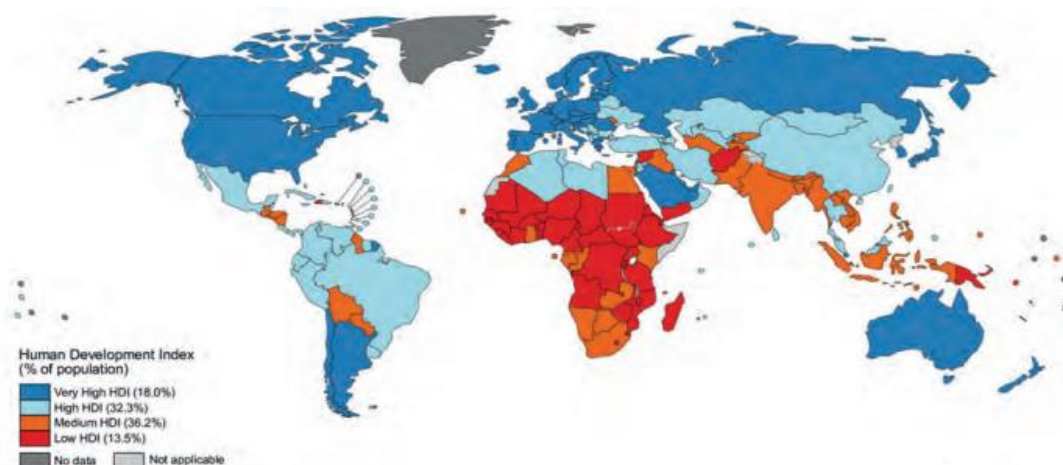 Human Development Index
(% of population)
Very High HDI (18.0%)
High HDI (32.3%)
Medium HDI (36.2%)
Low HDI (13.5%)
No data
Not applicable